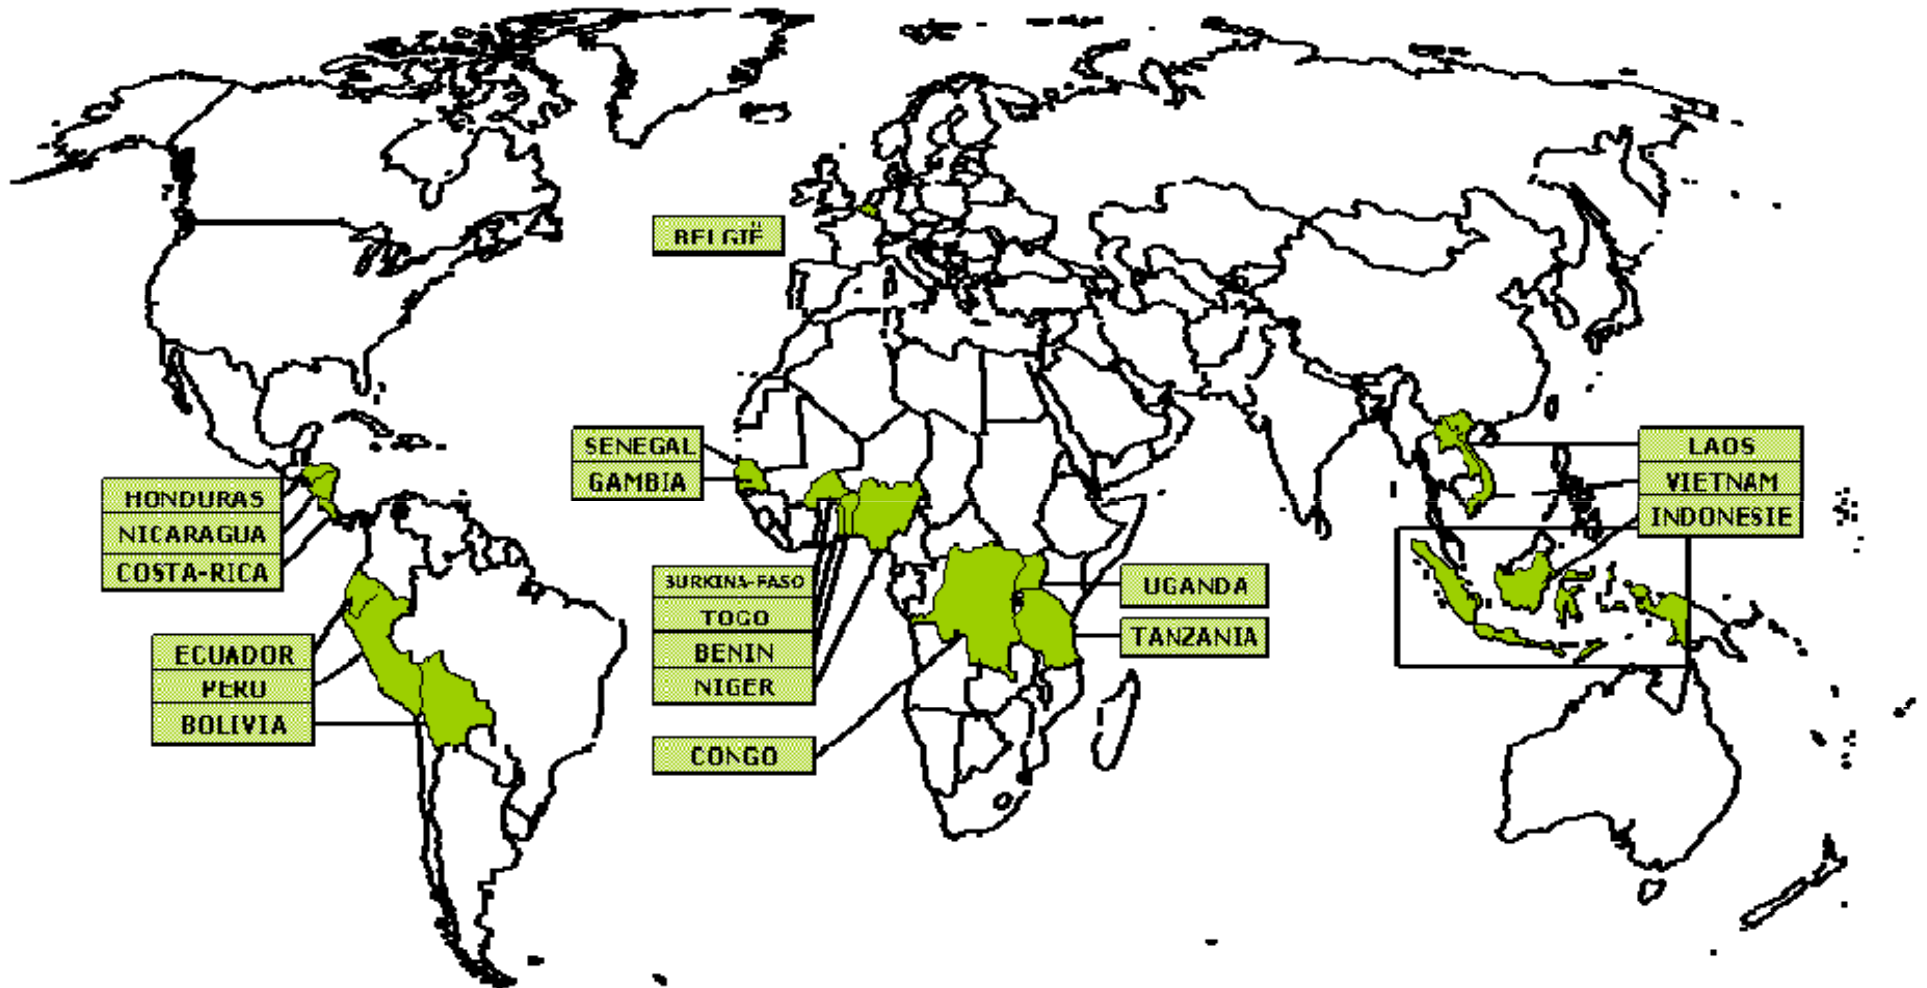 BELGIË
SENEGAL
GAMBIA
LAOS
VIETNAM
INDONESIE
HONDURAS
NICARAGUA
COSTA-RICA
BURKINA-FASO
TOGO
BENIN
NIGER
UGANDA
TANZANIA
ECUADOR
PERU
BOLIVIA
CONGO